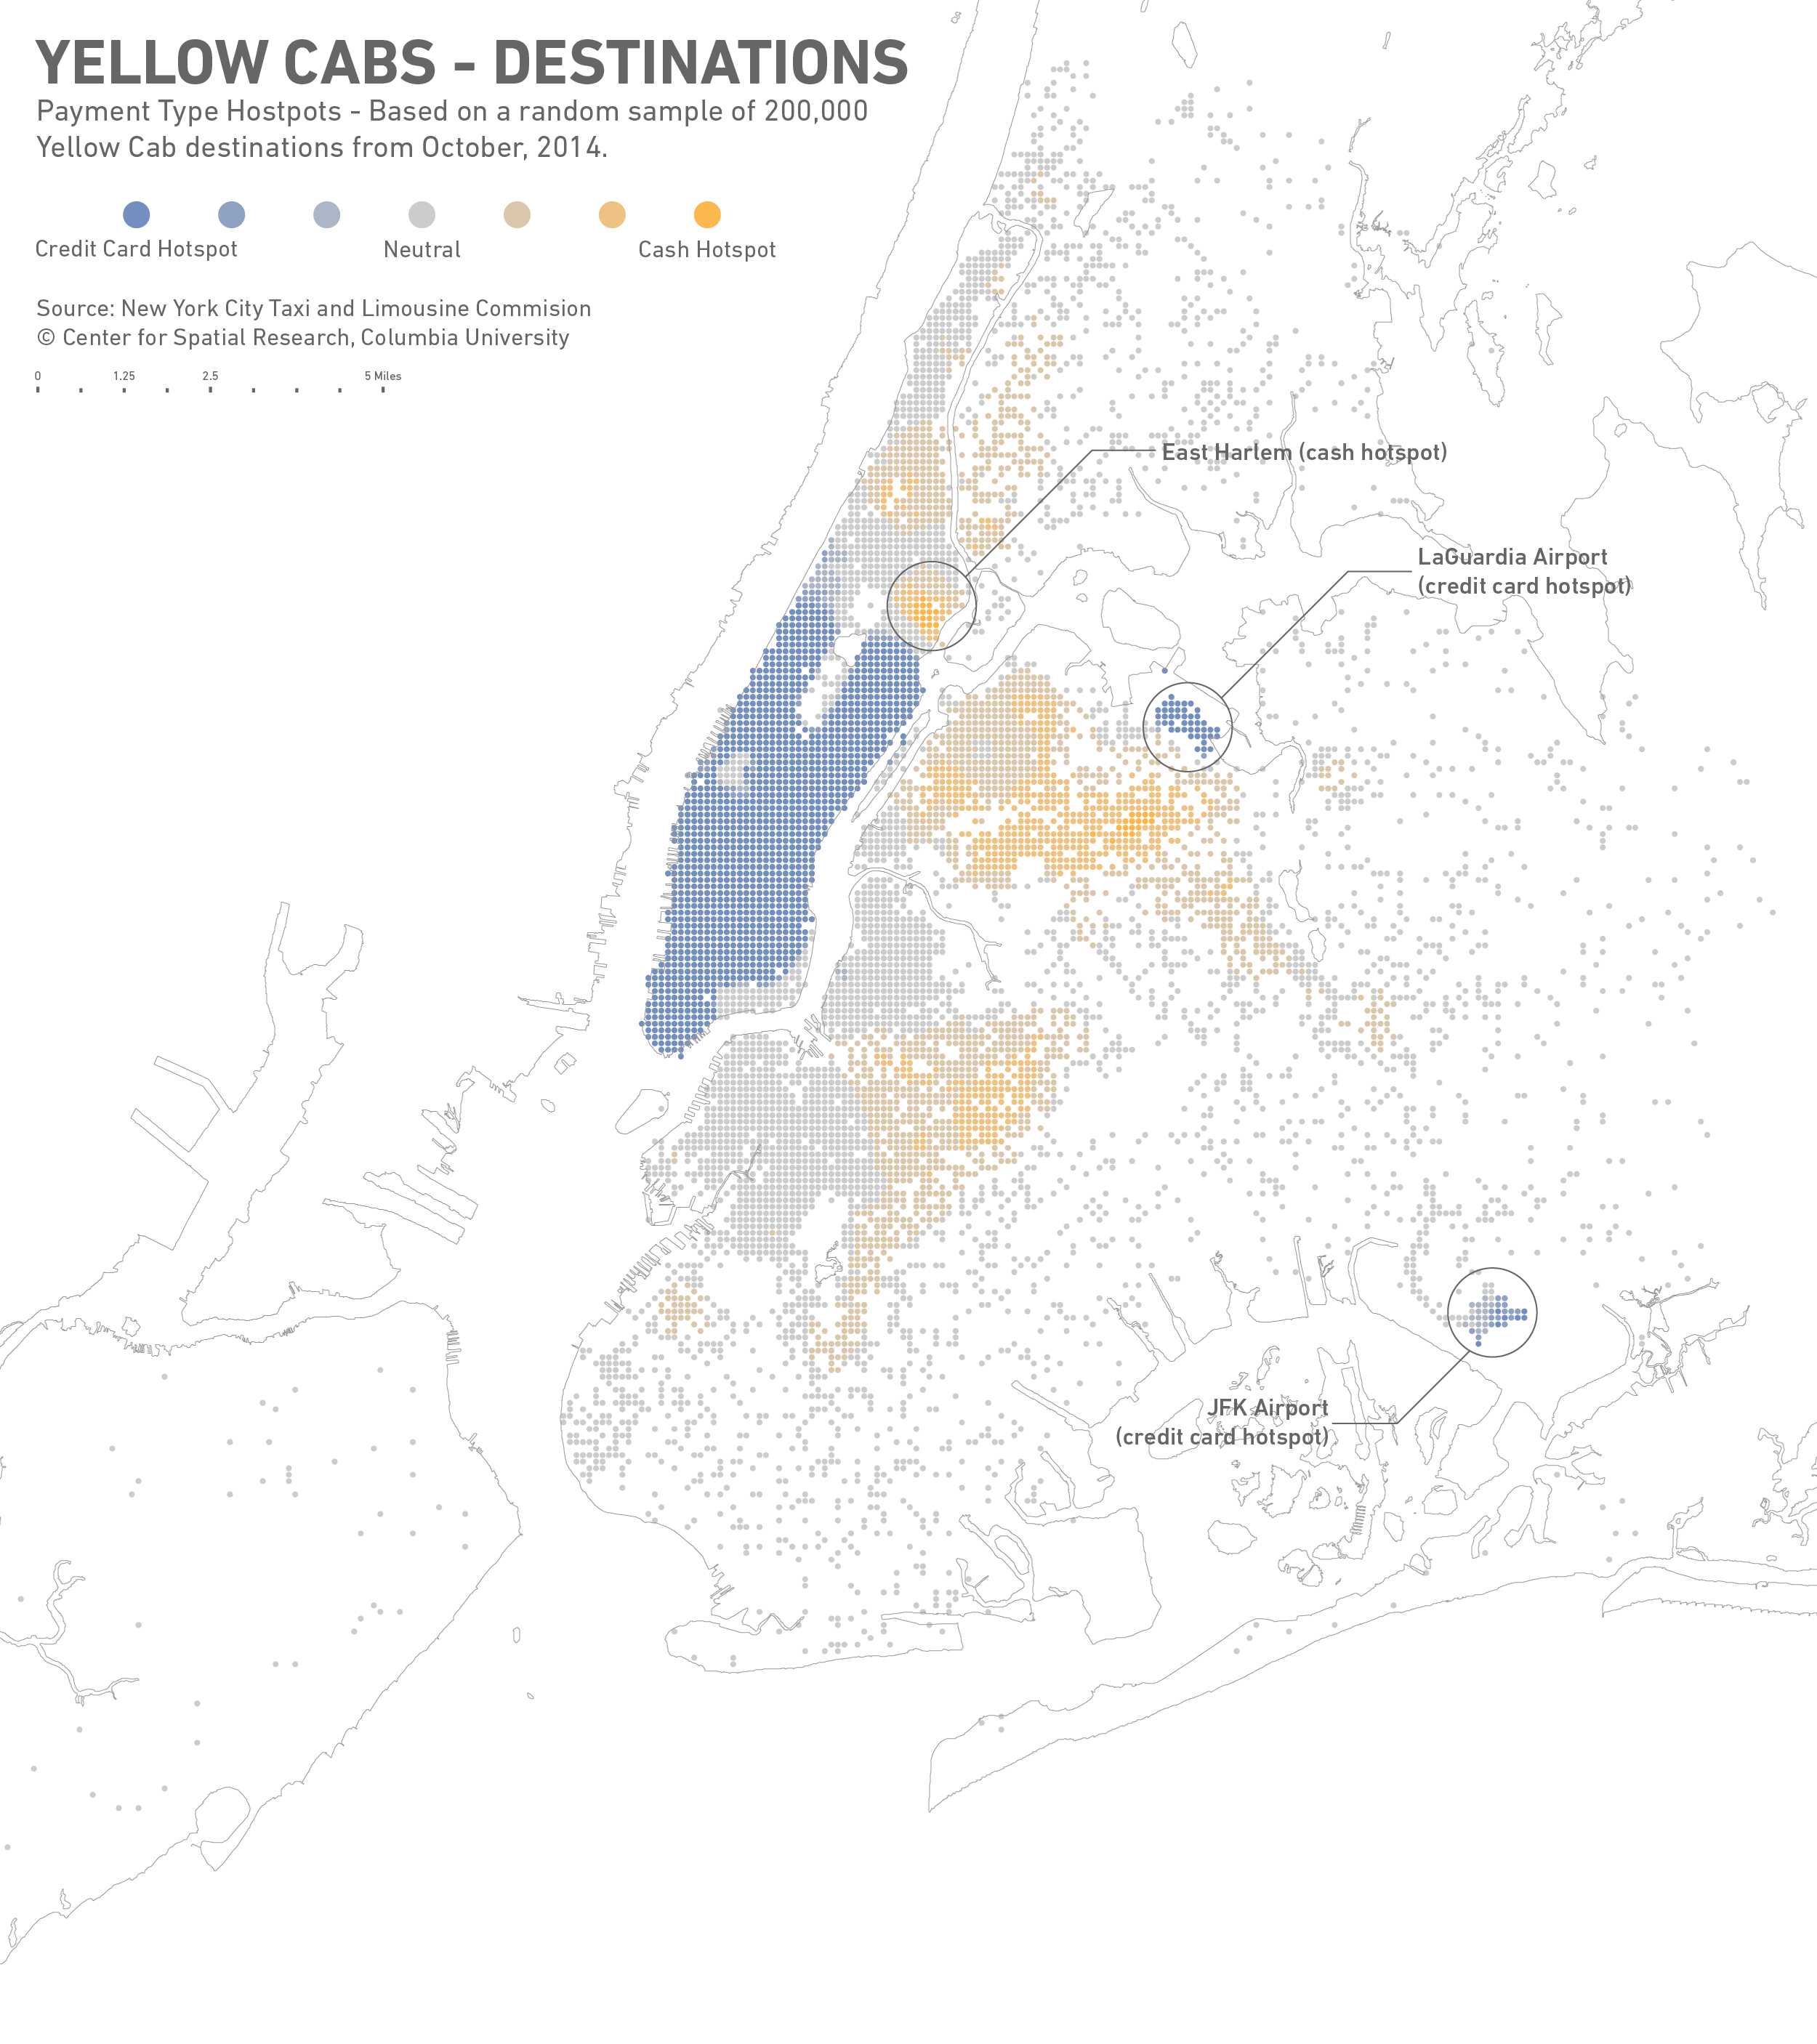 YELLOW CABS - DESTINATIONS
Payment Type Hostpots - Based on a random sample of 200,000
Yellow Cab destinations from October, 2014.
Credit Card Hotspot Neutral Cash Hotspot
Source: New York City Taxi and Limousine Commision
© Center for Spatial Research, Columbia University
0 1.25 2.5 5 Miles
East Harlem (cash hotspot)
LaGuardia Airport
(credit card hotspot)
JFK Airport
(credit card hotspot)